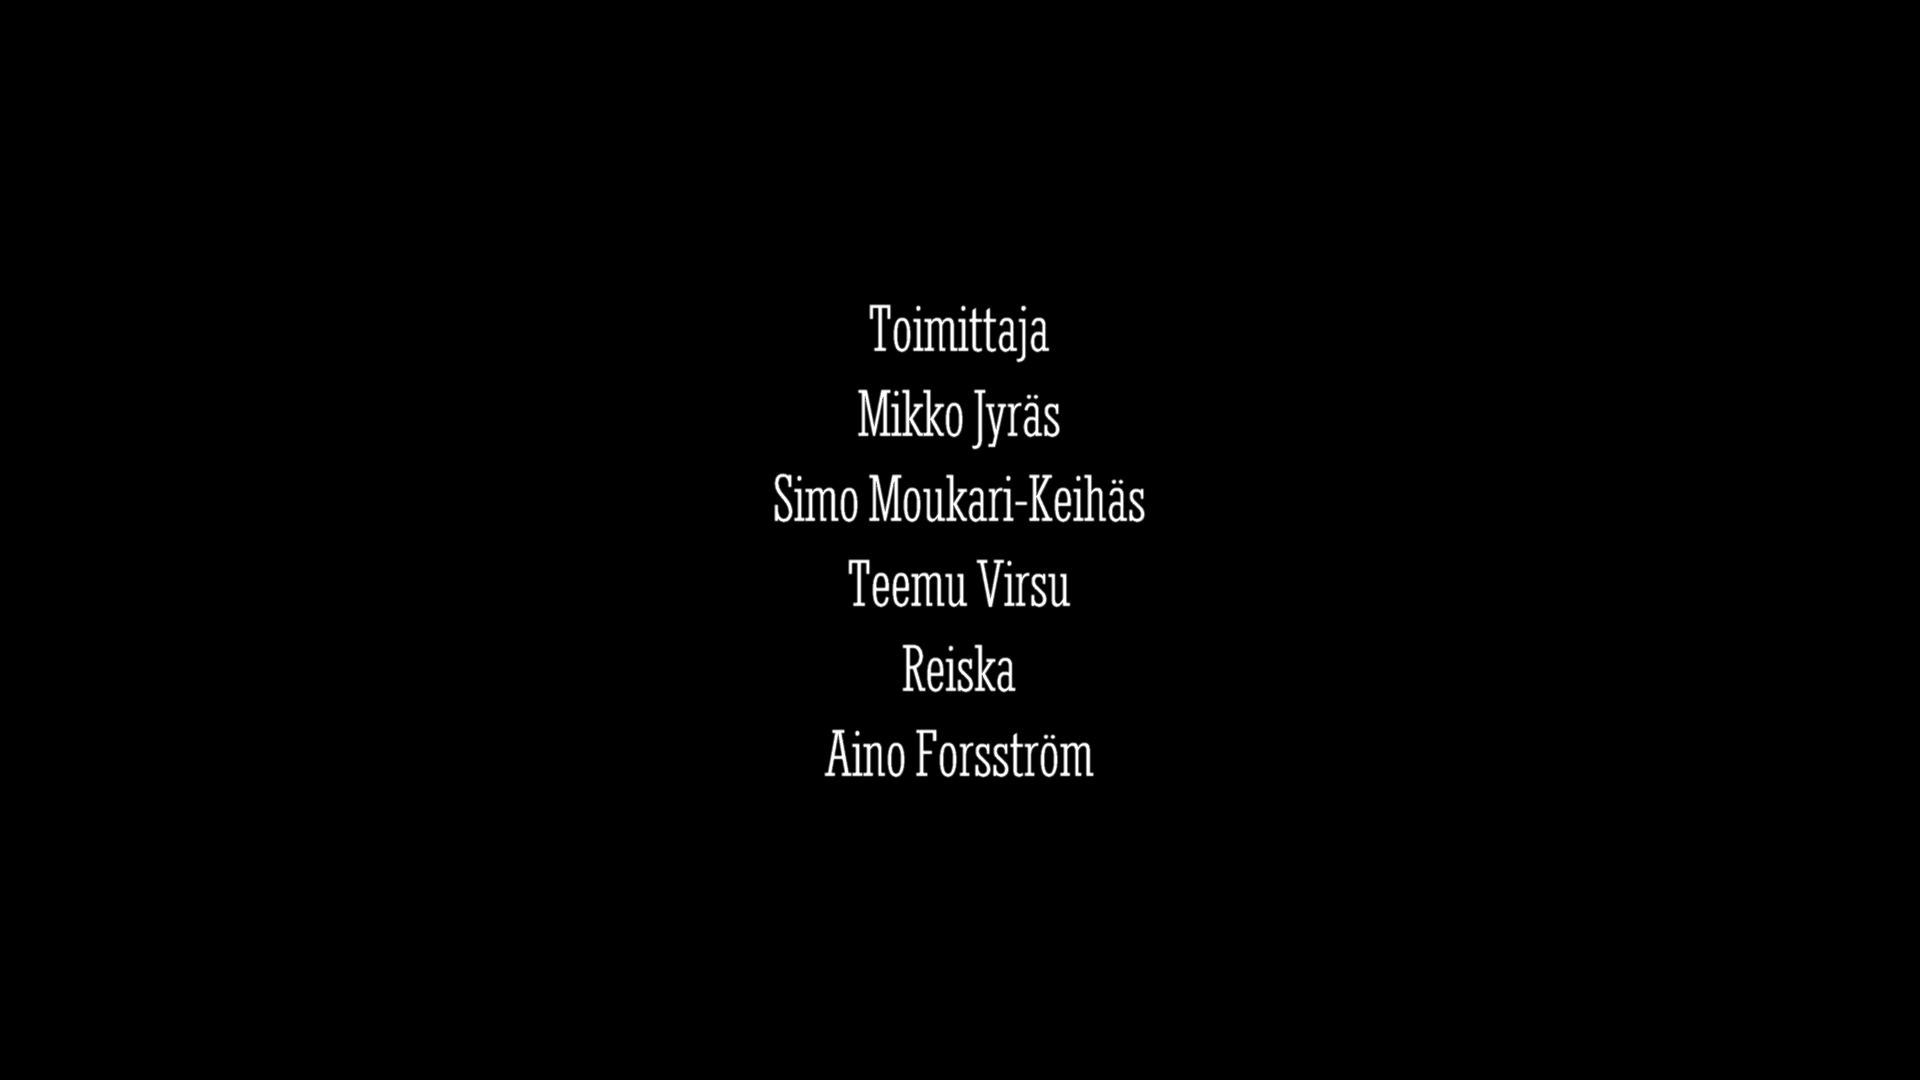 Toimittaja
Mikko Jyräs
Simo Moukari-Keihäs
Teemu Virsu
Reiska
Aino Forsström